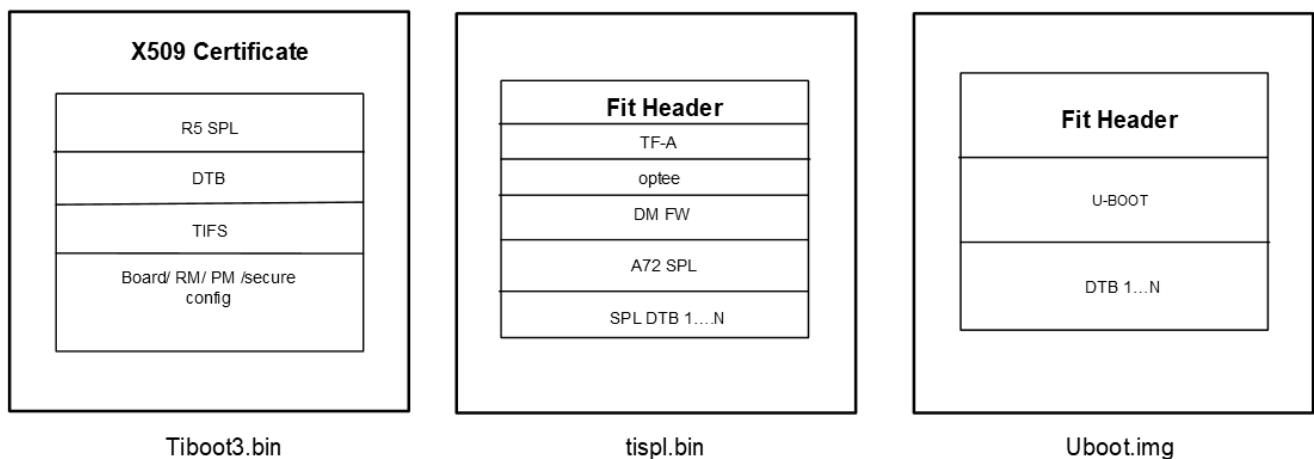 X509 Certificate
R5 SPL
DTB
TIFS
Board/ RM/ PM /secure
config
Tiboot3.bin
Fit Header
TF-A
optee
DM FW
A72 SPL
SPL DTB 1....N
tispl.bin
Fit Header
U-BOOT
DTB 1...N
Uboot.img